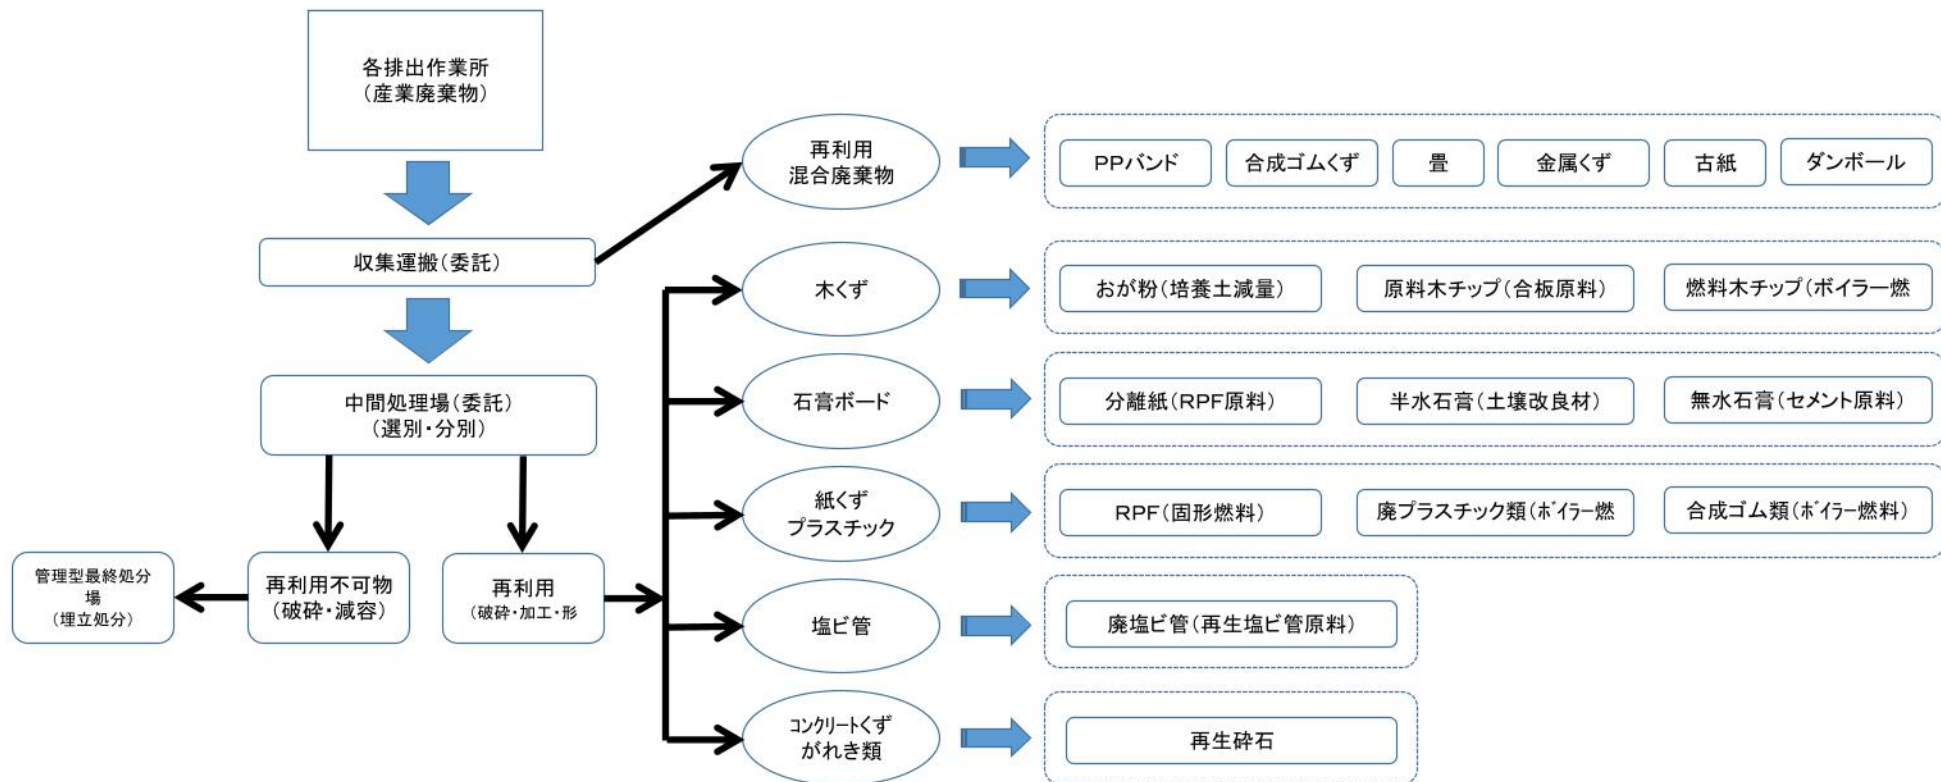 各排出作業所
(産業廃棄物)
収集運搬(委託)
中間処理場(委託)
(選別・分別)
再利用不可物
(破砕・減容)
管理型最終処分
場
(埋立処分)
再利用
(破砕・加工・形
再利用
混合廃棄物
PPバンド
合成ゴムくず
畳
金属くず
古紙
ダンボール
木くず
おが粉(培養土減量)
原料木チップ(合板原料)
燃料木チップ(ボイラー燃
石膏ボード
分離紙(RPF原料)
半水石膏(土壌改良材)
無水石膏(セメント原料)
紙くず
プラスチック
RPF(固形燃料)
廃プラスチック類(ボイラー燃
合成ゴム類(ボイラー燃料)
塩ビ管
廃塩ビ管(再生塩ビ管原料)
コンクリートくず
がれき類
再生砕石